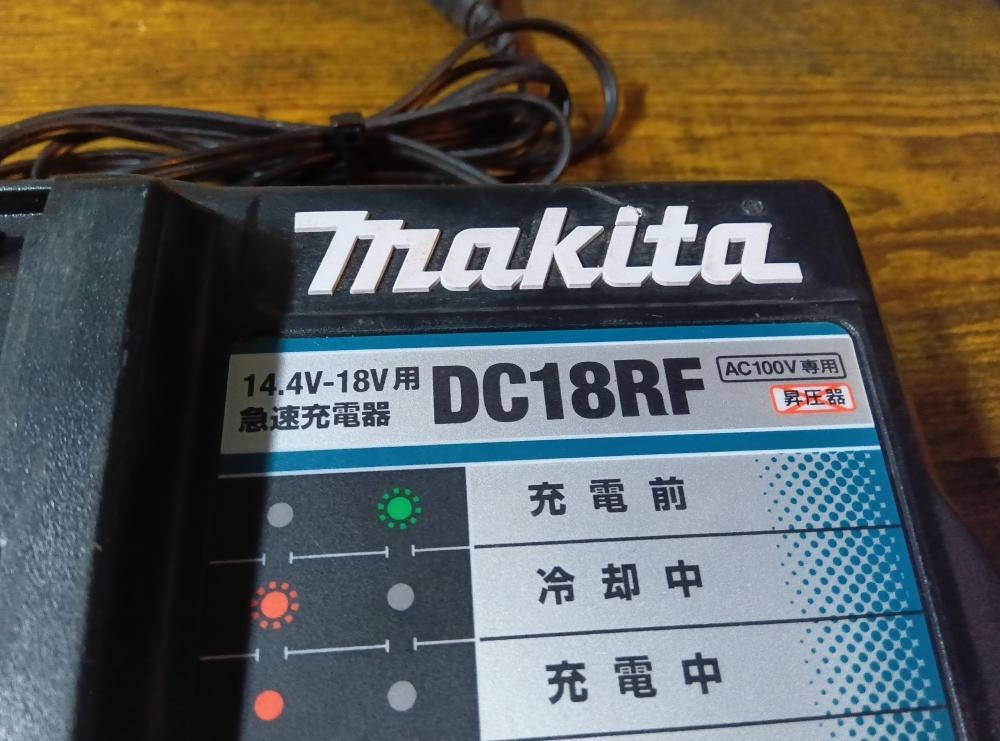 makita®
14.4V-18V用
急速充電器
DC18RF
AC100V専用
昇圧器
充電前
冷却中
充電中